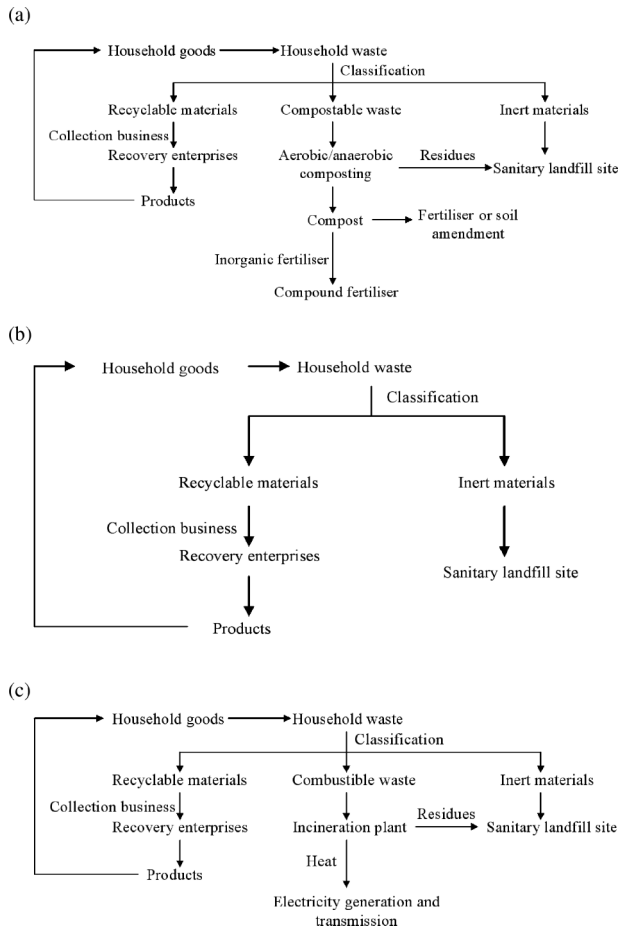 (a)
Household goods Household waste
Classification
Recyclable materials Compostable waste Inert materials
Collection business
Recovery enterprises Aerobic/anaerobic Residues
composting Sanitary landfill site
Products
Compost Fertiliser or soil
amendment
Inorganic fertiliser
Compound fertiliser
(b)
Household goods Household waste
Classification
Recyclable materials Inert materials
Collection business
Recovery enterprises
Sanitary landfill site
Products
(c)
Household goods Household waste
Classification
Recyclable materials Combustible waste Inert materials
Collection business
Recovery enterprises Incineration plant Residues Sanitary landfill site
Heat
Products
Electricity generation and
transmission